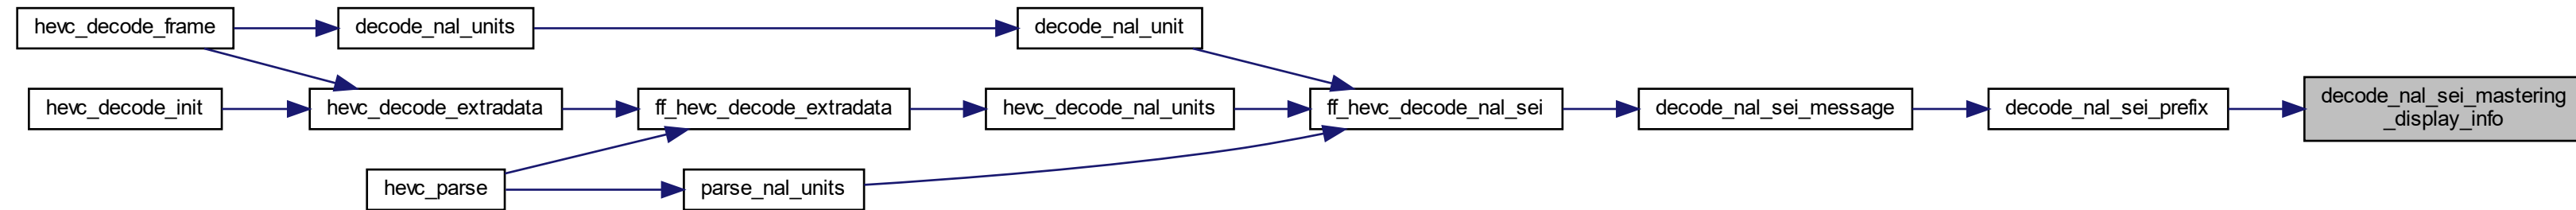 hevc_decode_frame
decode_nal_units
decode_nal_unit
hevc_decode_init
hevc_decode_extradata
ff_hevc_decode_extradata
hevc_decode_nal_units
ff_hevc_decode_nal_sei
decode_nal_sei_message
decode_nal_sei_prefix
decode_nal_sei_mastering
_display_info
hevc_parse
parse_nal_units